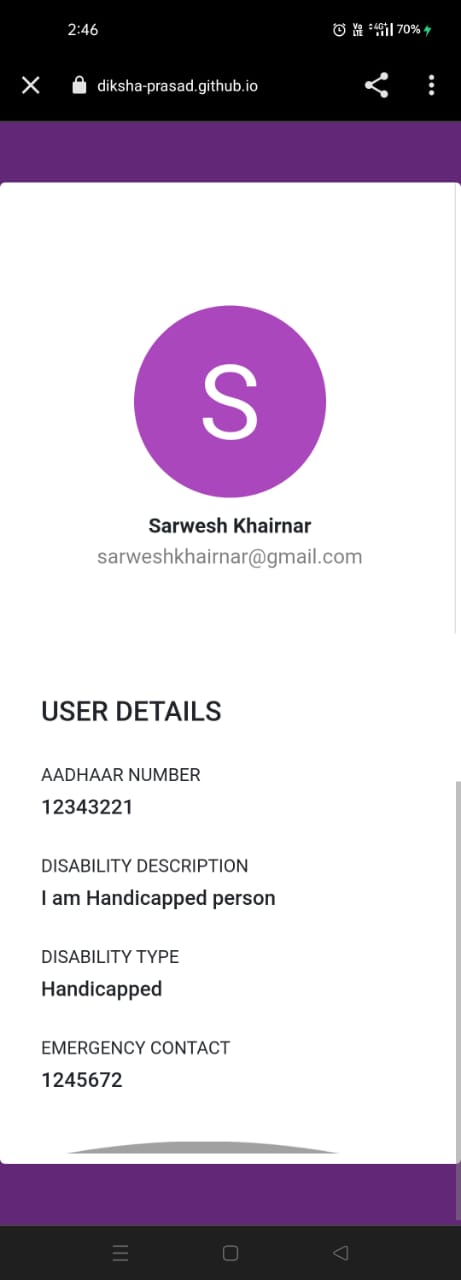 2:46
Vo LTE 4G+ 70%
diksha-prasad.github.io
S
Sarwesh Khairnar
sarweshkhairnar@gmail.com
USER DETAILS
AADHAAR NUMBER
12343221
DISABILITY DESCRIPTION
I am Handicapped person
DISABILITY TYPE
Handicapped
EMERGENCY CONTACT
1245672